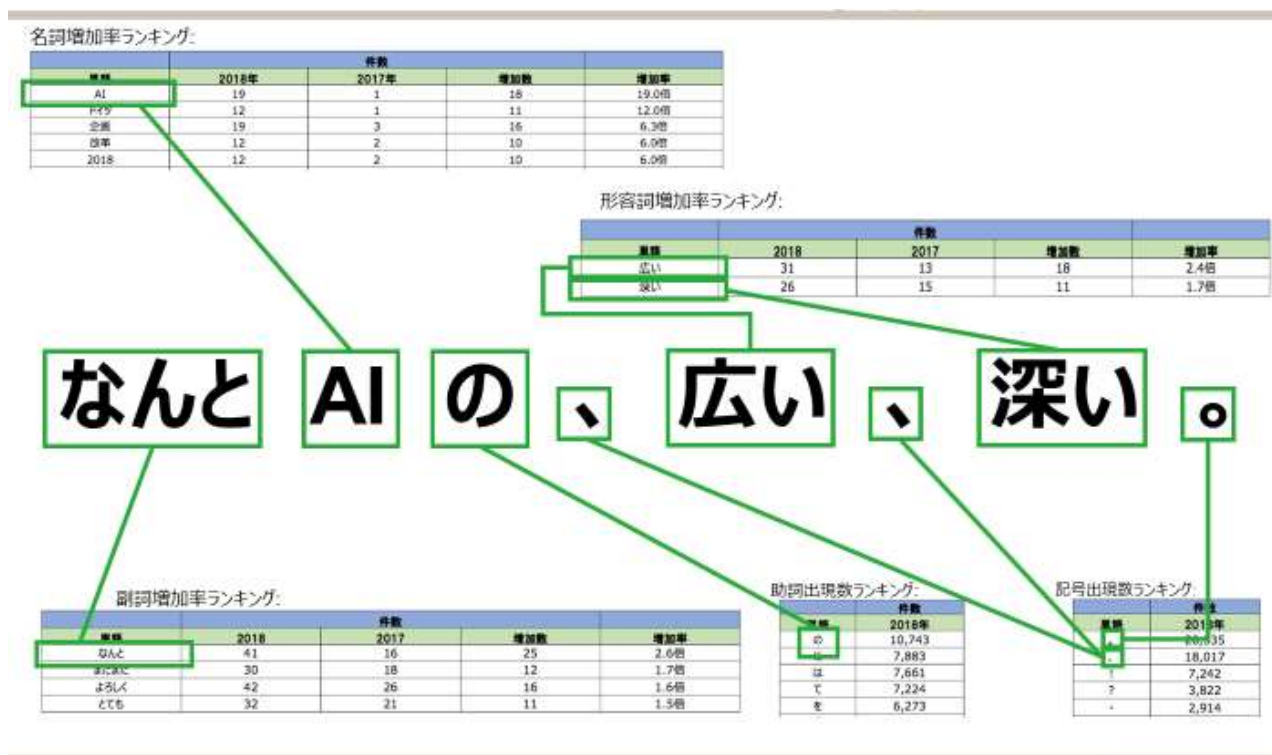 名詞増加率ランキング:
件数
単語 2018年 2017年 増加数 増加率
AI 19 1 18 19.0倍
ドイツ 12 1 11 12.0倍
企画 19 3 16 6.3倍
改革 12 2 10 6.0倍
2018 12 2 10 6.0倍
形容詞増加率ランキング:
件数
単語 2018 2017 増加数 増加率
広い 31 13 18 2.4倍
深い 26 15 11 1.7倍
なんと AI の 、 広い 、 深い 。
副詞増加率ランキング:
件数
単語 2018 2017 増加数 増加率
なんと 41 16 25 2.6倍
30 18 12 1.7倍
よろしく 42 26 16 1.6倍
とても 32 21 11 1.5倍
助詞出現数ランキング:
件数
単語 2018年
の 10,743
に 7,883
は 7,661
て 7,224
を 6,273
記号出現数ランキング:
件数
単語 2018年
18,017
! 7,242
? 3,822
・ 2,914